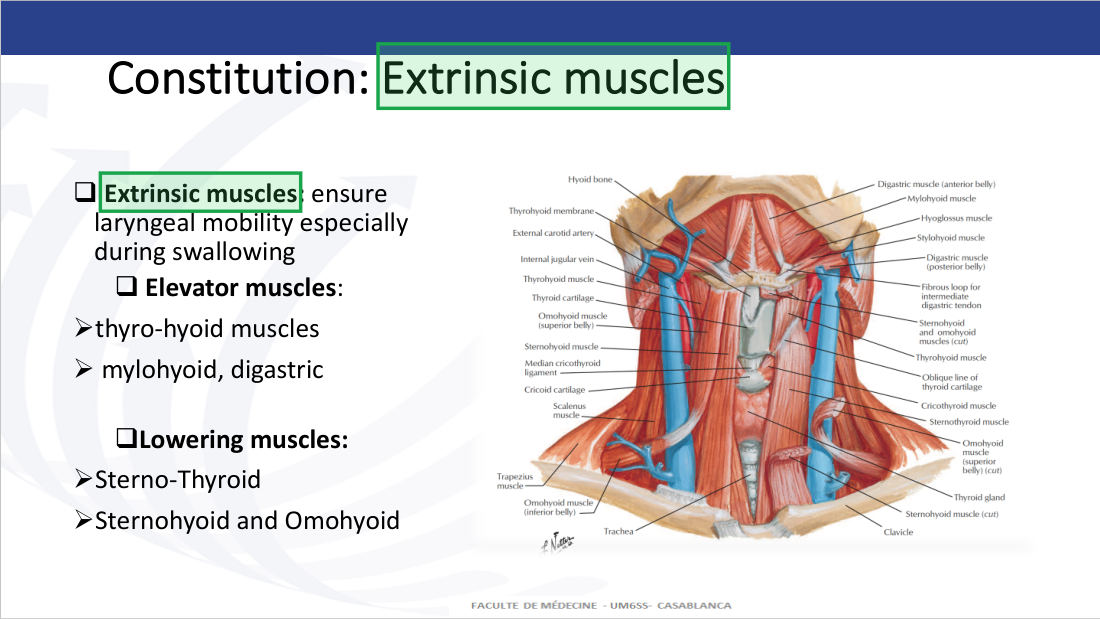 Constitution: Extrinsic muscles
❑ Extrinsic muscles: ensure
laryngeal mobility especially
during swallowing
❑ Elevator muscles:
➢thyro-hyoid muscles
➢ mylohyoid, digastric
❑Lowering muscles:
➢Sterno-Thyroid
➢Sternohyoid and Omohyoid
Hyoid bone
Thyrohyoid membrane
External carotid artery
Internal jugular vein
Thyrohyoid muscle
Thyroid cartilage
Omohyoid muscle
(superior belly)
Sternohyoid muscle
Median cricothyroid
ligament
Cricoid cartilage
Scalenus
muscle
Trapezius
muscle
Omohyoid muscle
(inferior belly)
Trachea
Digastric muscle (anterior belly)
Mylohyoid muscle
Hyoglossus muscle
Stylohyoid muscle
Digastric muscle
(posterior belly)
Fibrous loop for
intermediate
digastric tendon
Sternohyoid
and omohyoid
muscles (cut)
Thyrohyoid muscle
Oblique line of
thyroid cartilage
Cricothyroid muscle
Sternothyroid muscle
Omohyoid
muscle
(superior
belly) (cut)
Thyroid gland
Sternohyoid muscle (cut)
Clavicle
F. Netter
FACULTE DE MÉDECINE - UM6SS- CASABLANCA